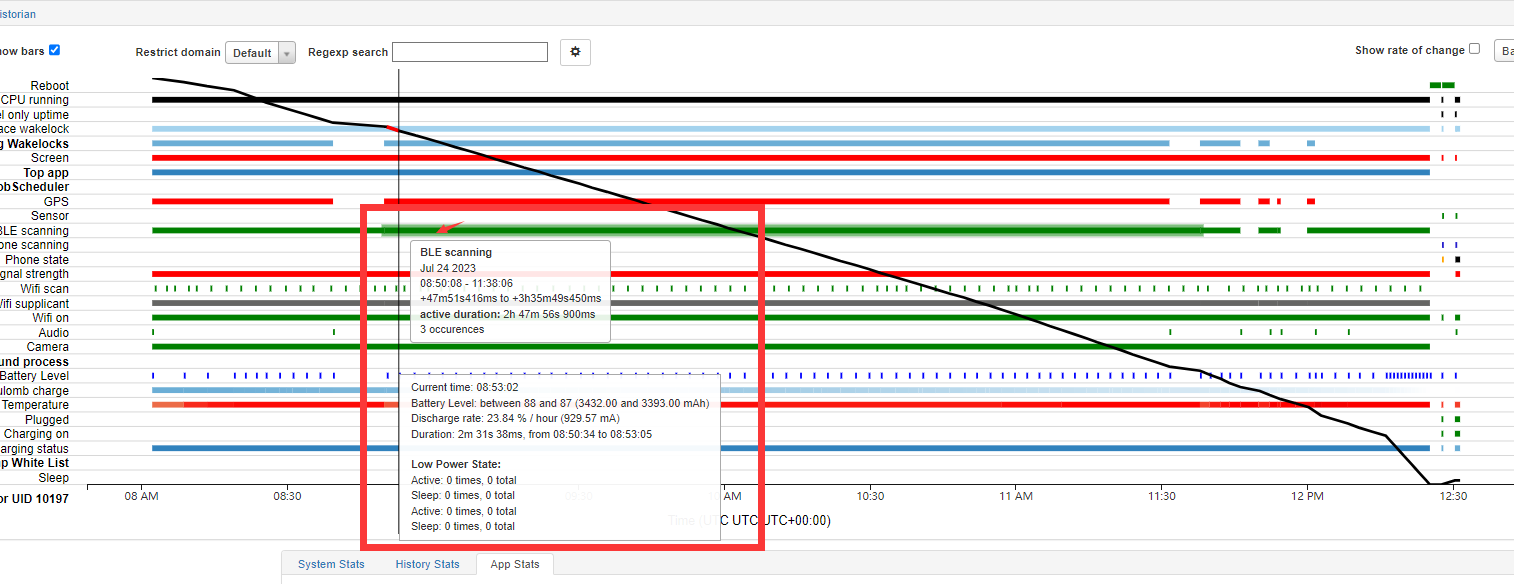 istorian
how bars
Restrict domain Default Regexp search
Show rate of change Ba
Reboot
CPU running
el only uptime
ace wakelock
g Wakelocks
Screen
Top app
obScheduler
GPS
Sensor
BLE scanning
one scanning
Phone state
gnal strength
Wifi scan
Wifi supplicant
Wifi on
Audio
Camera
und process
Battery Level
ulomb charge
Temperature
Plugged
Charging on
arging status
p White List
Sleep
or UID 10197
BLE scanning
Jul 24 2023
08:50:08 - 11:38:06
+47m51s416ms to +3h35m49s450ms
active duration: 2h 47m 56s 900ms
3 occurences
Current time: 08:53:02
Battery Level: between 88 and 87 (3432.00 and 3393.00 mAh)
Discharge rate: 23.84 % / hour (929.57 mA)
Duration: 2m 31s 38ms, from 08:50:34 to 08:53:05
Low Power State:
Active: 0 times, 0 total
Sleep: 0 times, 0 total
Active: 0 times, 0 total
Sleep: 0 times, 0 total
08 AM 08:30 09:30 AM 10:30 11 AM 11:30 12 PM 12:30
Time (UTC UTC UTC+00:00)
System Stats History Stats App Stats